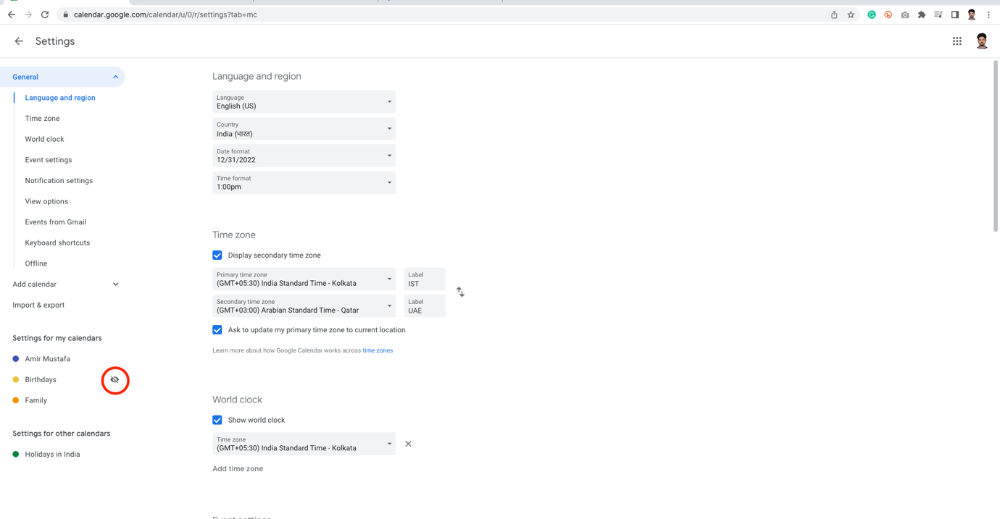 calendar.google.com/calendar/u/0/r/settings?tab=mc
Settings
General
Language and region
Time zone
World clock
Event settings
Notification settings
View options
Events from Gmail
Keyboard shortcuts
Offline
Add calendar
Import & export
Settings for my calendars
Amir Mustafa
Birthdays
Family
Settings for other calendars
Holidays in India
Language and region
Language
English (US)
Country
India (भारत)
Date format
12/31/2022
Time format
1:00pm
Time zone
Display secondary time zone
Primary time zone
(GMT+05:30) India Standard Time - Kolkata
Label
IST
Secondary time zone
(GMT+03:00) Arabian Standard Time - Qatar
Label
UAE
Ask to update my primary time zone to current location
Learn more about how Google Calendar works across time zones
World clock
Show world clock
Time zone
(GMT+05:30) India Standard Time - Kolkata
Add time zone
Event settings